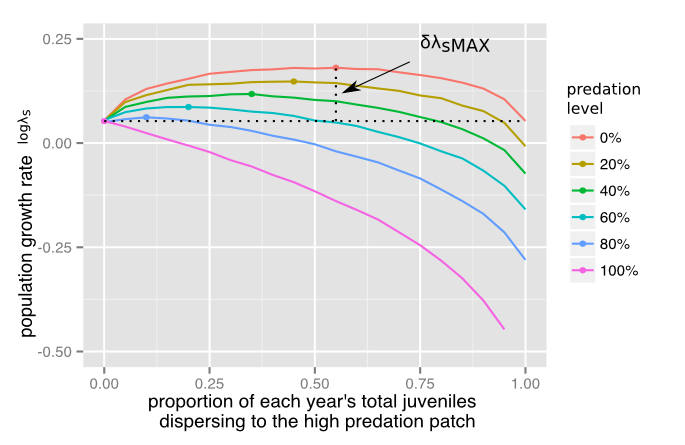 δλsMAX
0.25
0.00
-0.25
-0.50
population growth rate logλs
0.00 0.25 0.50 0.75 1.00
proportion of each year's total juveniles
dispersing to the high predation patch
predation
level
0%
20%
40%
60%
80%
100%